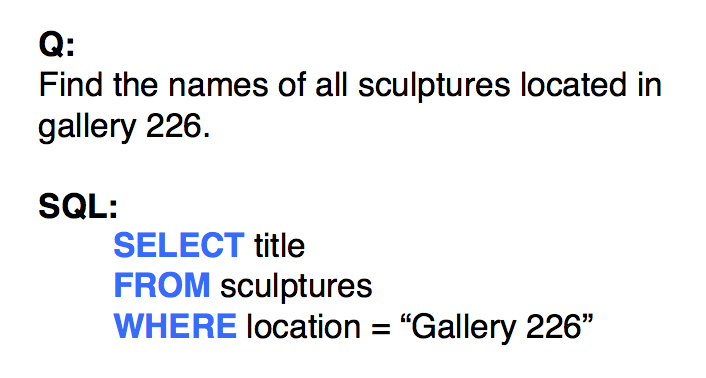 Q:
Find the names of all sculptures located in
gallery 226.
SQL:
SELECT title
FROM sculptures
WHERE location = “Gallery 226”